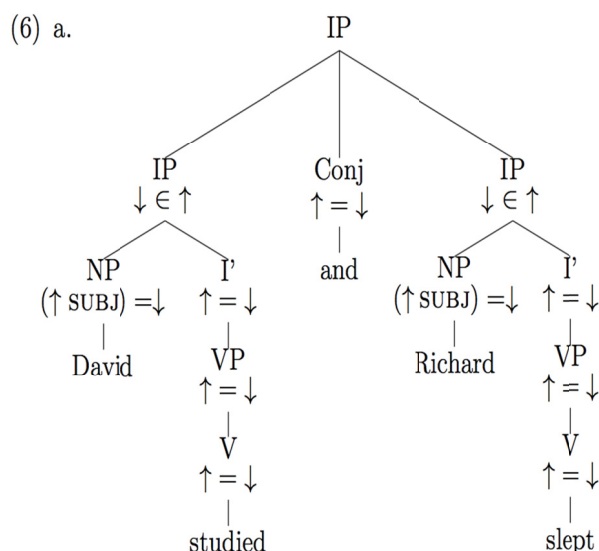 (6) a. IP
IP Conj IP
↓ ∈ ↑ ↑ = ↓ ↓ ∈ ↑
NP I' and NP I'
(↑ SUBJ) =↓ ↑ = ↓ (↑ SUBJ) =↓ ↑ = ↓
David VP Richard VP
↑ = ↓ ↑ = ↓
V V
↑ = ↓ ↑ = ↓
studied slept